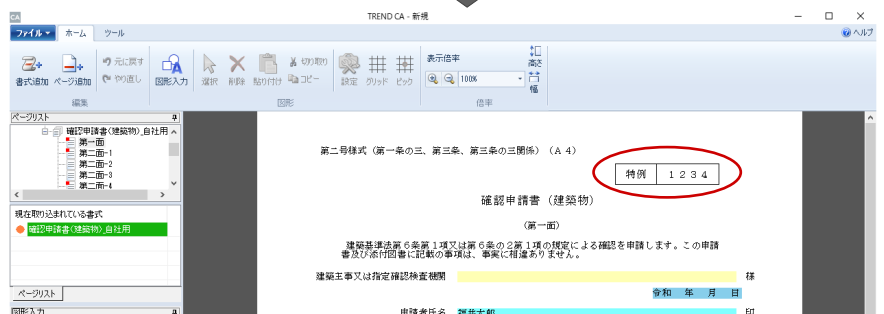 CA TREND CA - 新規
ファイル ホーム ツール ヘルプ
書式追加 ページ追加 元に戻す やり直し
編集
図形入力 選択 削除 貼り付け 切り取り コピー 設定 グリッド ピック
図形
表示倍率 100% 高さ 幅
倍率
ページリスト
確認申請書(建築物)_自社用
第一面
第二面-1
第二面-2
第二面-3
第二面-4
現在取り込まれている書式
確認申請書(建築物)_自社用
ページリスト
図形入力
第二号様式（第一条の三、第三条、第三条の三関係）（A４）
特例 １２３４
確認申請書（建築物）
（第一面）
建築基準法第６条第１項又は第６条の２第１項の規定による確認を申請します。この申請
書及び添付図書に記載の事項は、事実に相違ありません。
建築主事又は指定確認検査機関 様
令和 年 月 日
申請者氏名 福井太郎 印